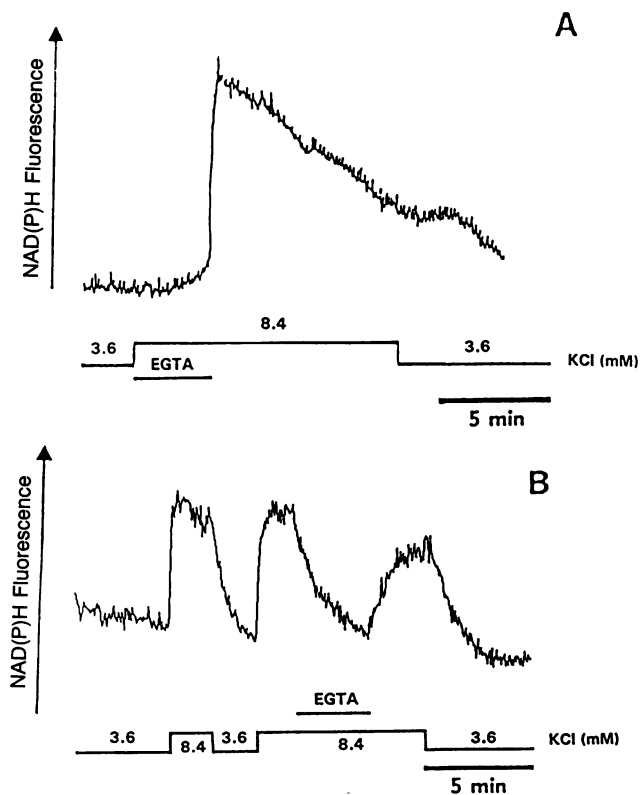 A
NAD(P)H Fluorescence
8.4
3.6
3.6
KCl (mM)
EGTA
5 min
B
NAD(P)H Fluorescence
EGTA
3.6
3.6
3.6
KCl (mM)
8.4
8.4
5 min